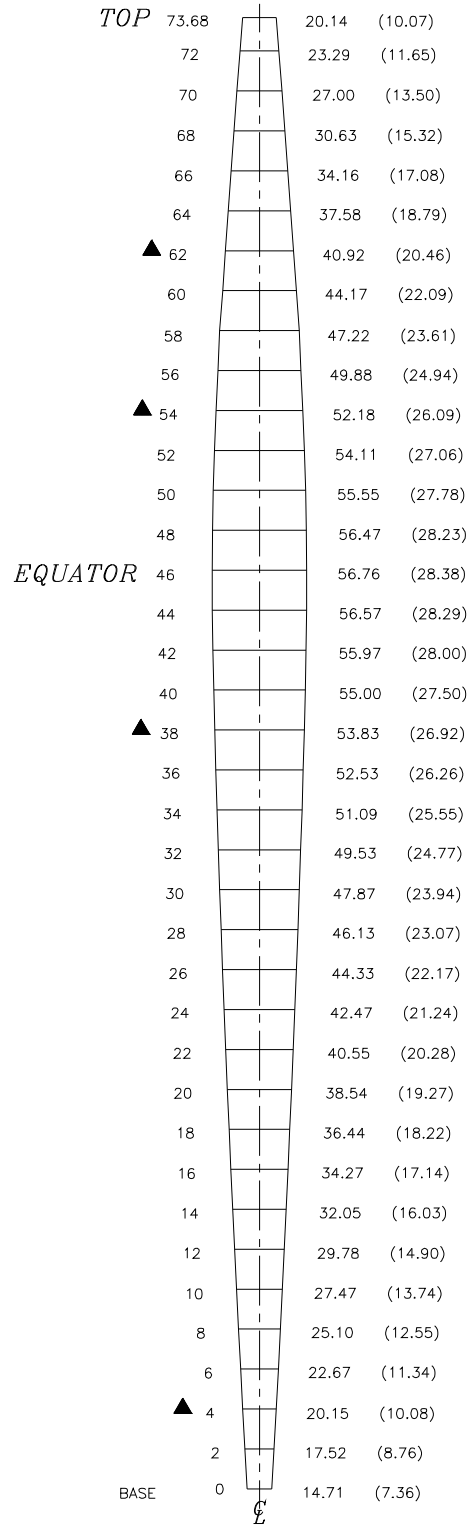 TOP 73.68 20.14 (10.07)
72 23.29 (11.65)
70 27.00 (13.50)
68 30.63 (15.32)
66 34.16 (17.08)
64 37.58 (18.79)
62 40.92 (20.46)
60 44.17 (22.09)
58 47.22 (23.61)
56 49.88 (24.94)
54 52.18 (26.09)
52 54.11 (27.06)
50 55.55 (27.78)
48 56.47 (28.23)
EQUATOR 46 56.76 (28.38)
44 56.57 (28.29)
42 55.97 (28.00)
40 55.00 (27.50)
38 53.83 (26.92)
36 52.53 (26.26)
34 51.09 (25.55)
32 49.53 (24.77)
30 47.87 (23.94)
28 46.13 (23.07)
26 44.33 (22.17)
24 42.47 (21.24)
22 40.55 (20.28)
20 38.54 (19.27)
18 36.44 (18.22)
16 34.27 (17.14)
14 32.05 (16.03)
12 29.78 (14.90)
10 27.47 (13.74)
8 25.10 (12.55)
6 22.67 (11.34)
4 20.15 (10.08)
2 17.52 (8.76)
BASE 0 14.71 (7.36)
℄